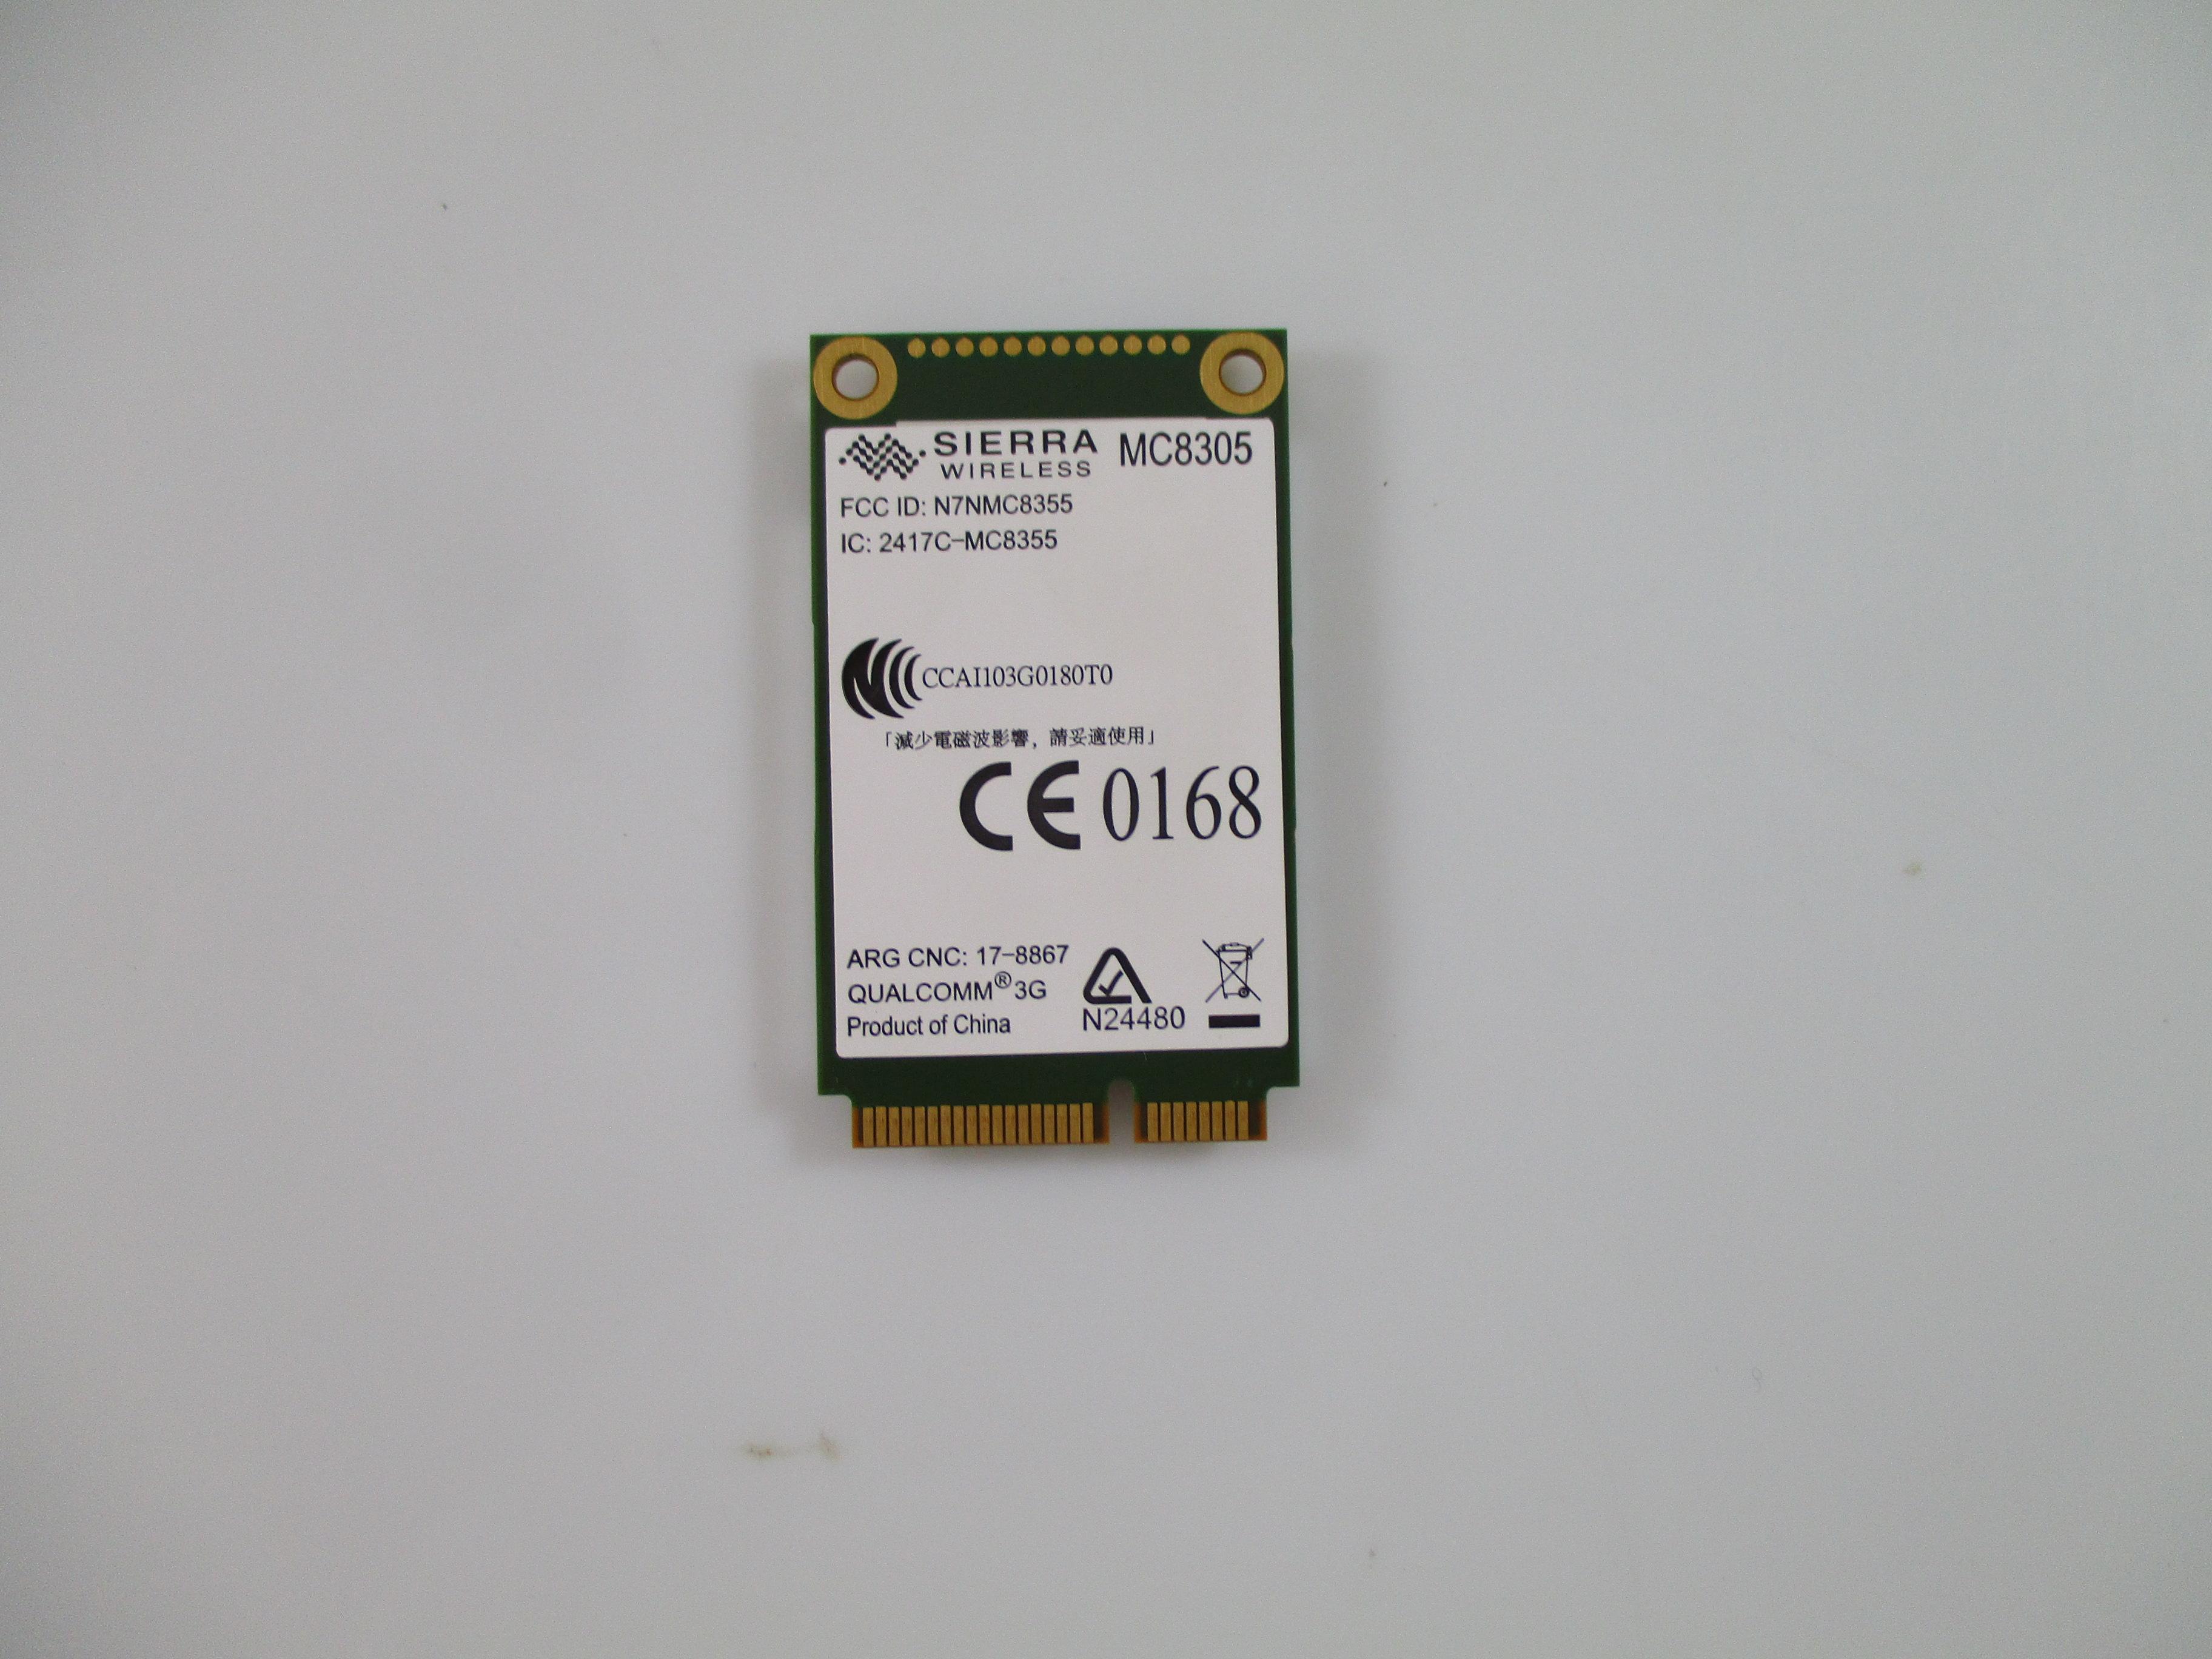 SIERRA WIRELESS MC8305
FCC ID: N7NMC8355
IC: 2417C-MC8355
CCAI103G0180T0
「減少電磁波影響，請妥適使用」
CE 0168
ARG CNC: 17-8867
QUALCOMM® 3G
Product of China
N24480